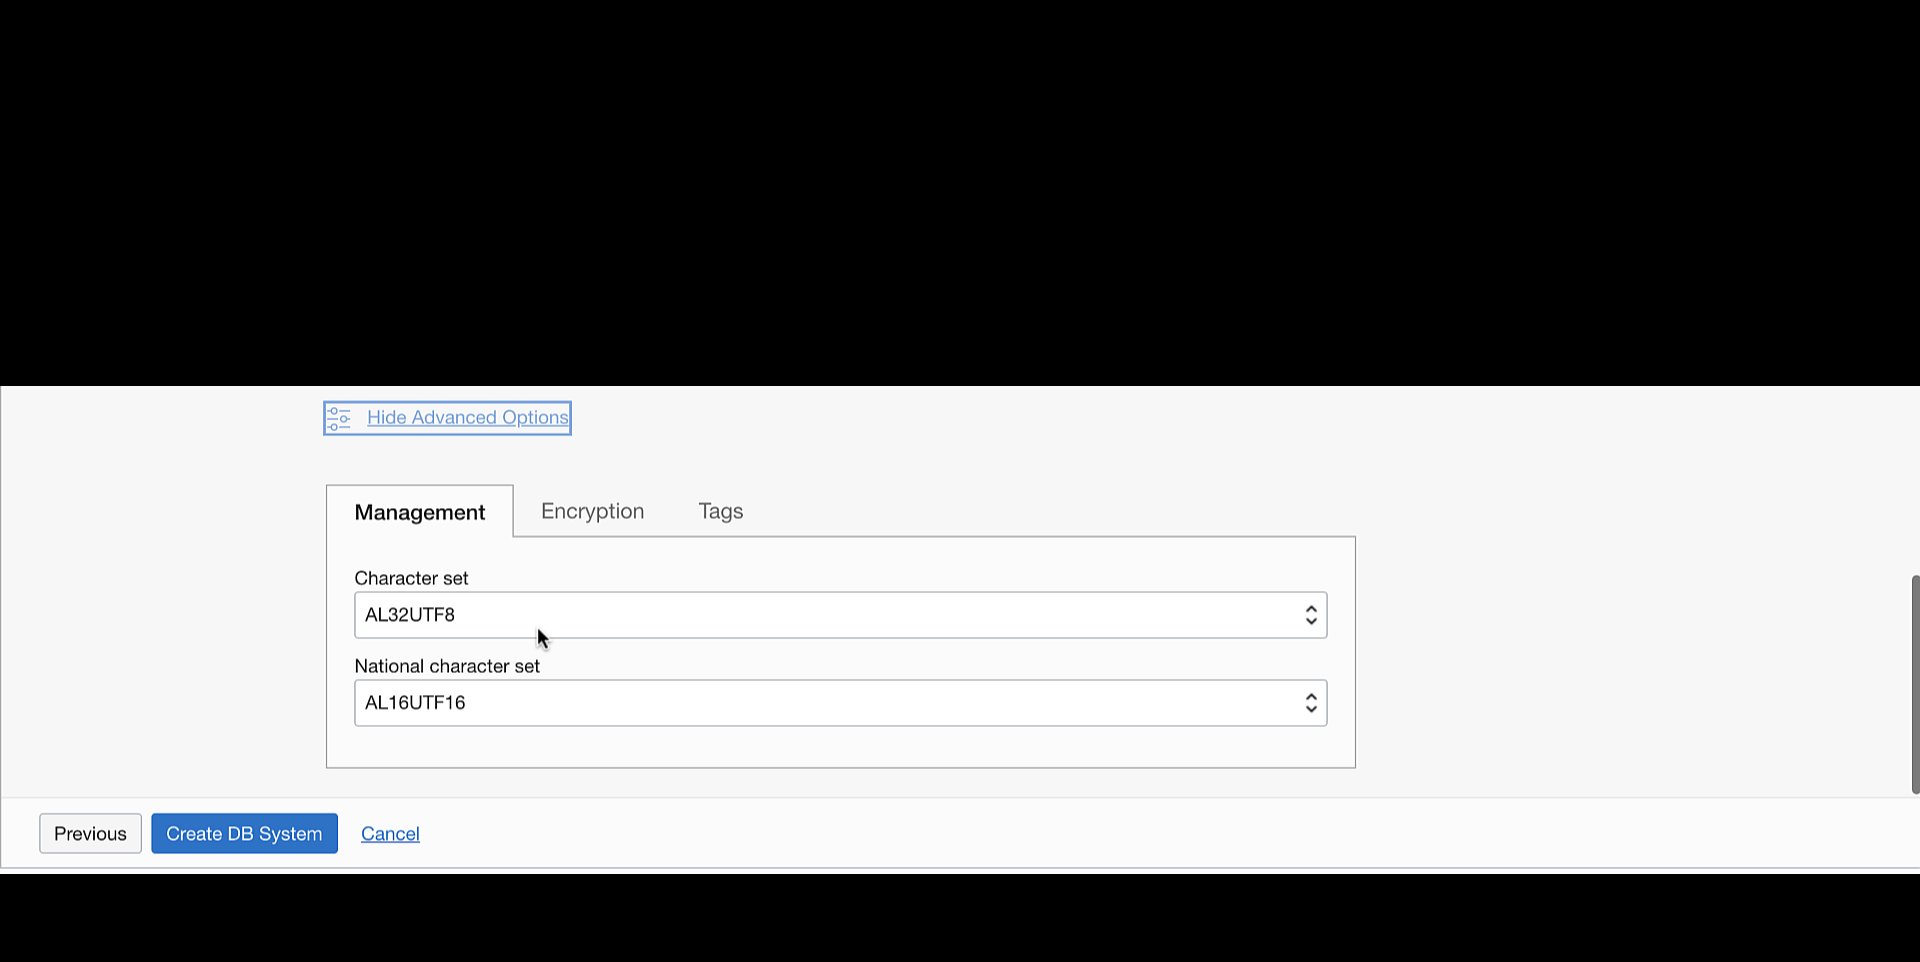 Hide Advanced Options
Management Encryption Tags
Character set
AL32UTF8
National character set
AL16UTF16
Previous Create DB System Cancel